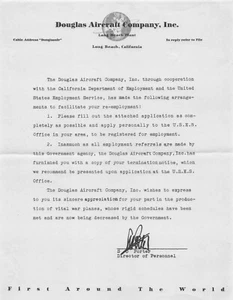 Douglas Aircraft Company, Inc.
Long Beach Plant
Cable Address "Douglasair"
In reply refer to File
Long Beach, California
The Douglas Aircraft Company, Inc. through cooperation
with the California Department of Employment and the United
States Employment Service, has made the following arrange-
ments to facilitate your re-employment:
1. Please fill out the attached application as com-
pletely as possible and apply personally to the U.S.E.S.
Office in your area, to be registered for employment.
2. Inasmuch as all employment referrals are made by
this Government agency, the Douglas Aircraft Company, Inc. has
furnished you with a copy of your termination notice, which
we recommend be presented upon application at the U.S.E.S.
Office.
The Douglas Aircraft Company, Inc. wishes to express
to you its sincere appreciation for your part in the production
of vital war planes, whose rigid schedules have been
met and are now being decreased by the Government.
Porter
Director of Personnel
First Around The World